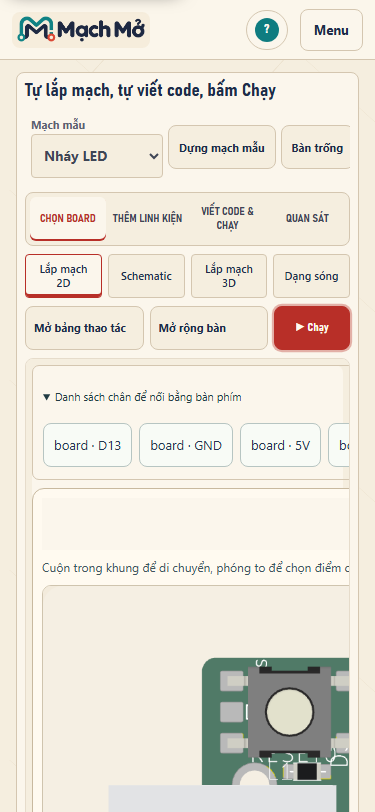 Mạch Mở
?
Menu
Tự lắp mạch, tự viết code, bấm Chạy
Mạch mẫu
Nháy LED
Dựng mạch mẫu
Bàn trống
CHỌN BOARD
THÊM LINH KIỆN
VIẾT CODE &
CHẠY
QUAN SÁT
Lắp mạch
2D
Schematic
Lắp mạch
3D
Dạng sóng
Mở bảng thao tác
Mở rộng bàn
▶ Chạy
▼ Danh sách chân để nối bằng bàn phím
board · D13
board · GND
board · 5V
Cuộn trong khung để di chuyển, phóng to để chọn điểm
RESET